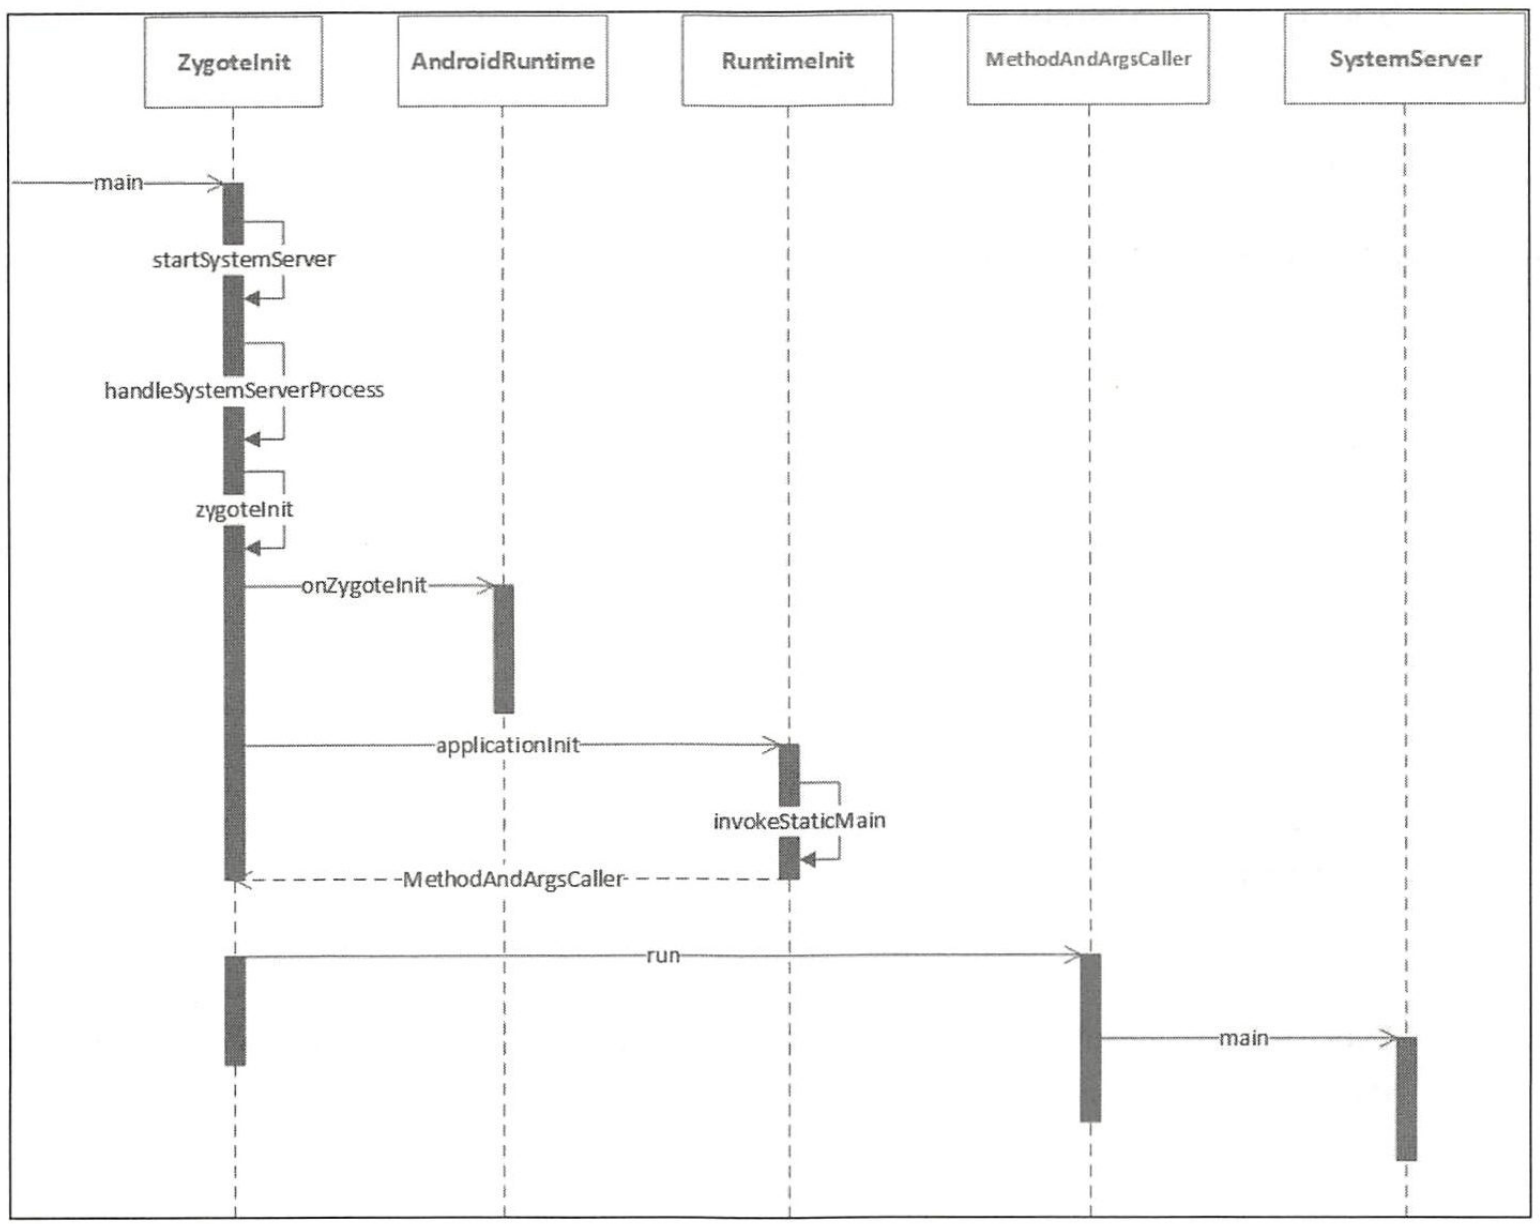 ZygoteInit
AndroidRuntime
RuntimeInit
MethodAndArgsCaller
SystemServer
main
startSystemServer
handleSystemServerProcess
zygoteInit
onZygoteInit
applicationInit
invokeStaticMain
MethodAndArgsCaller
run
main